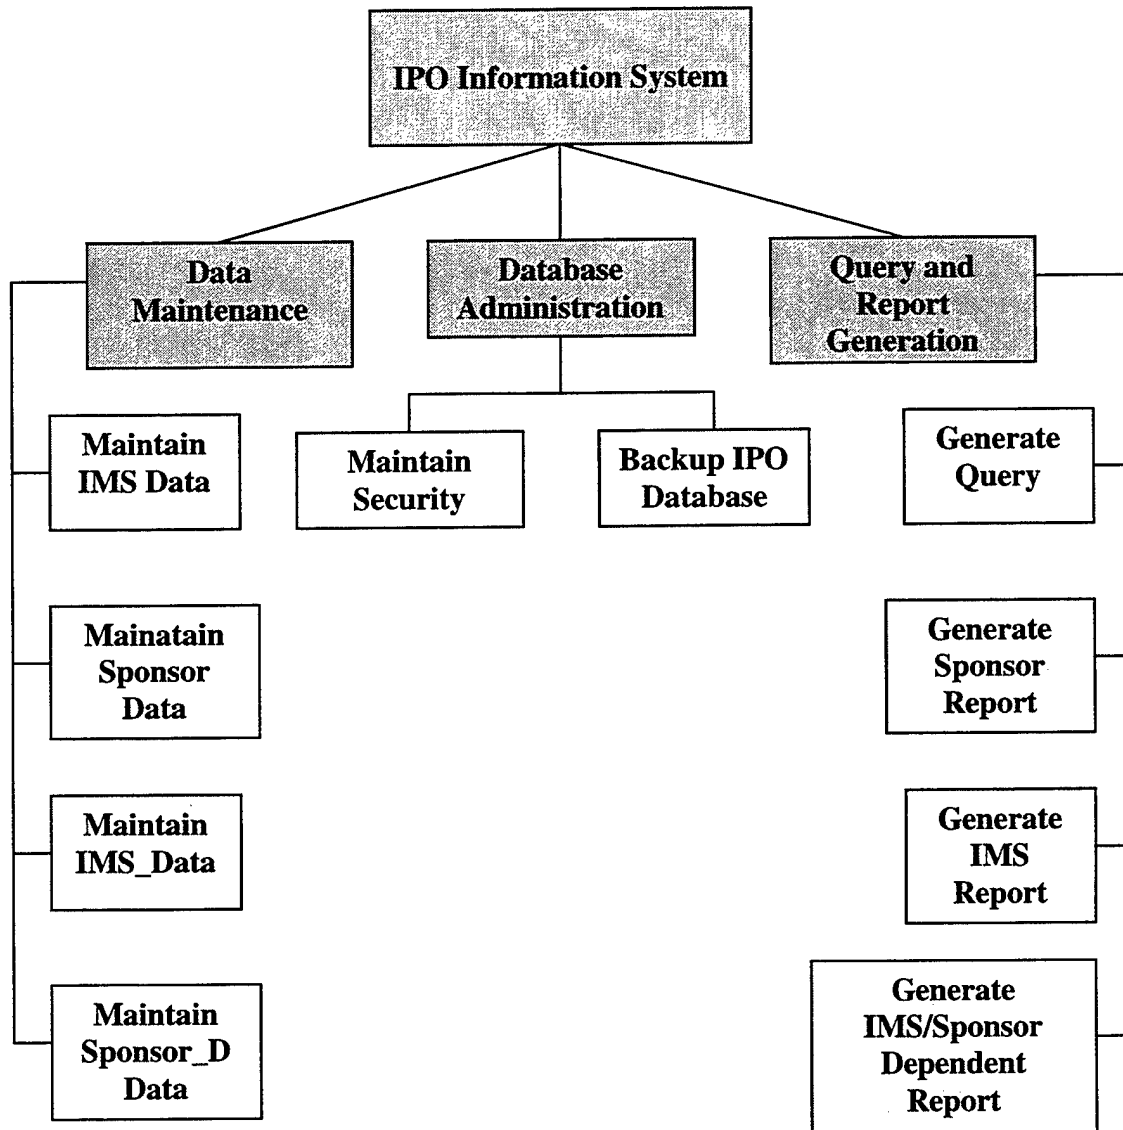 IPO Information System
Data
Maintenance
Database
Administration
Query and
Report
Generation
Maintain
IMS Data
Maintain
Security
Backup IPO
Database
Generate
Query
Mainatain
Sponsor
Data
Generate
Sponsor
Report
Maintain
IMS_Data
Generate
IMS
Report
Maintain
Sponsor_D
Data
Generate
IMS/Sponsor
Dependent
Report